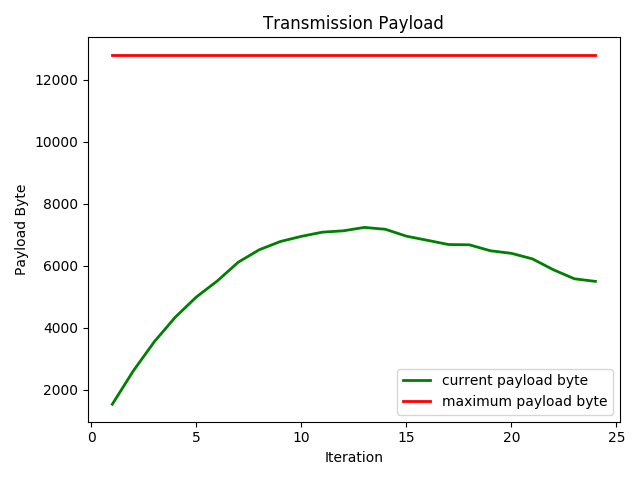 Transmission Payload
Payload Byte
12000
10000
8000
6000
4000
2000
current payload byte
maximum payload byte
0
5
10
15
20
25
Iteration